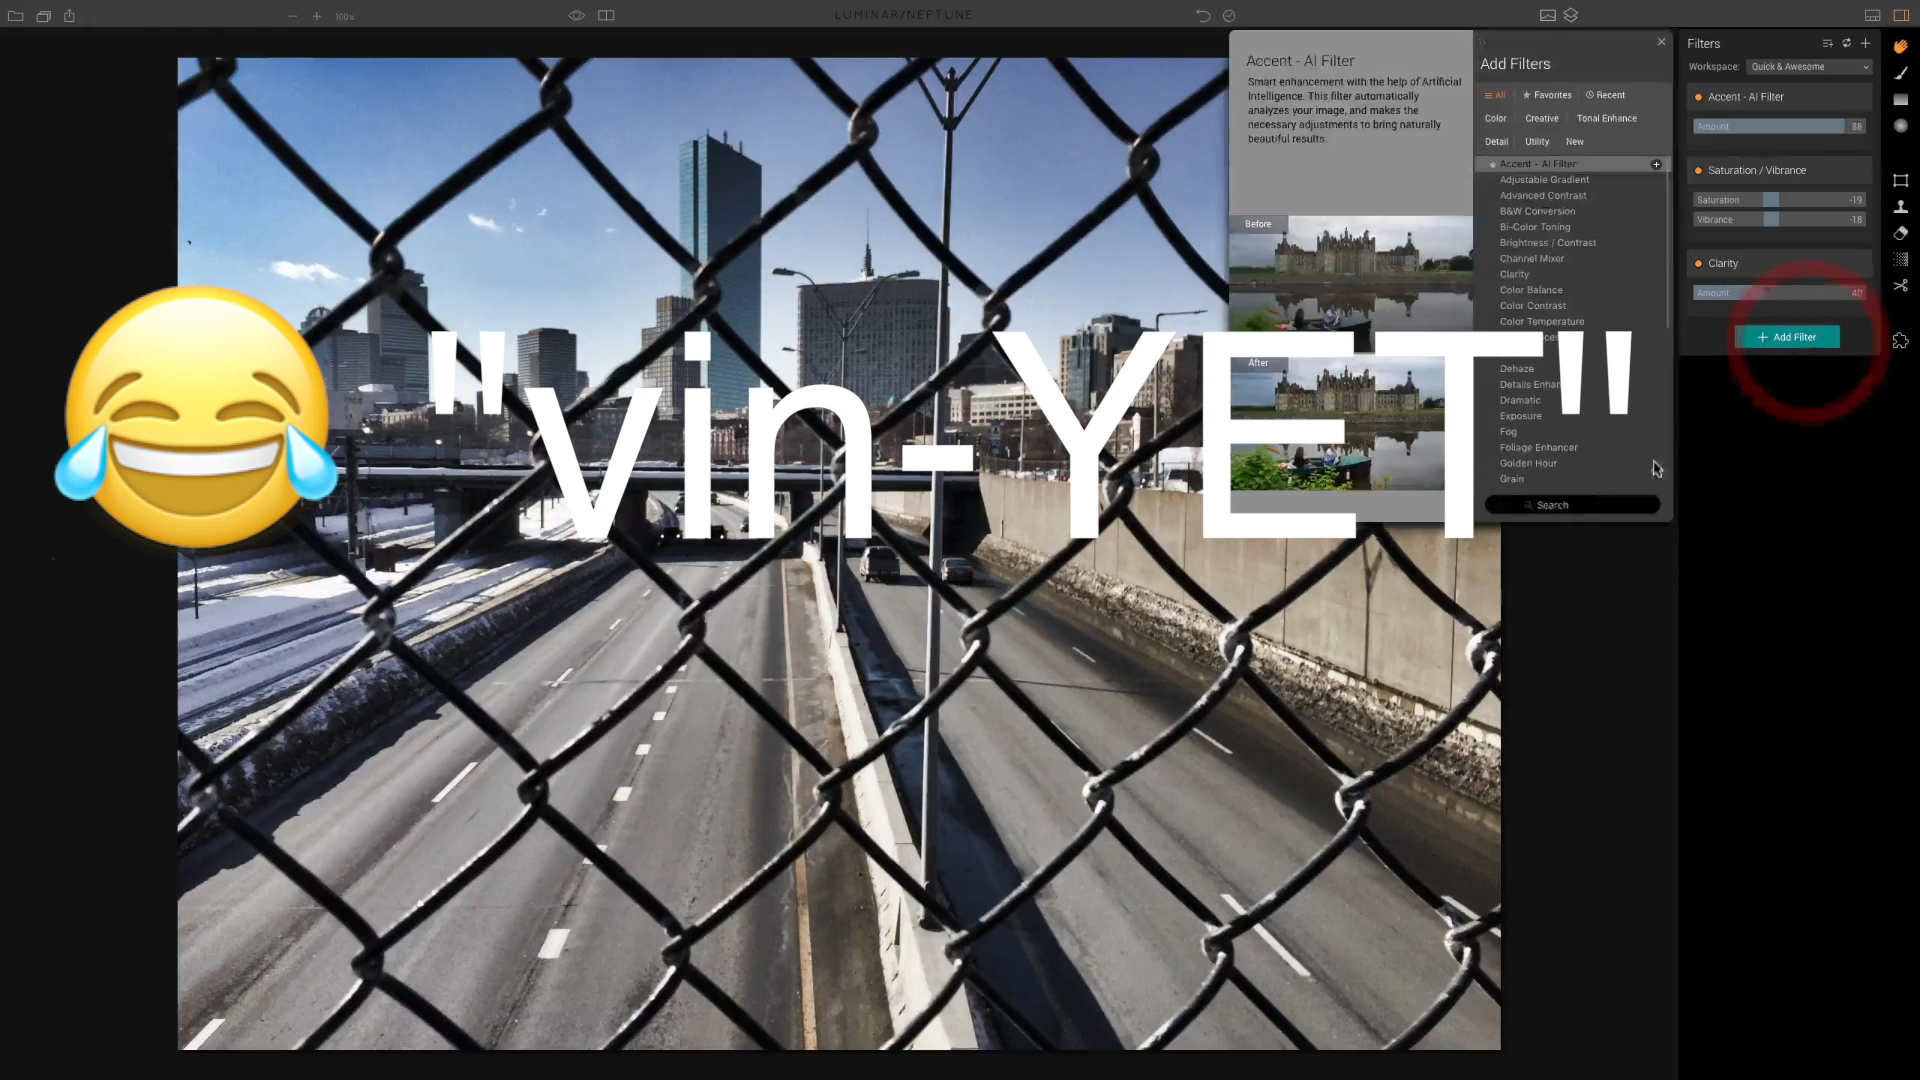 100%
LUMINAR/NEPTUNE
Accent - AI Filter
Smart enhancement with the help of Artificial
Intelligence. This filter automatically
analyzes your image, and makes the
necessary adjustments to bring naturally
beautiful results.
Before
After
Add Filters
All
Favorites
Recent
Color
Creative
Tonal Enhance
Detail
Utility
New
Accent - AI Filter
Adjustable Gradient
Advanced Contrast
B&W Conversion
Bi-Color Toning
Brightness / Contrast
Channel Mixer
Clarity
Color Balance
Color Contrast
Color Temperature
Dehaze
Details Enhan
Dramatic
Exposure
Fog
Foliage Enhancer
Golden Hour
Grain
Search
Filters
Workspace: Quick & Awesome
Accent - AI Filter
Amount 88
Saturation / Vibrance
Saturation -19
Vibrance -18
Clarity
Amount 40
+ Add Filter
"vin-YET"